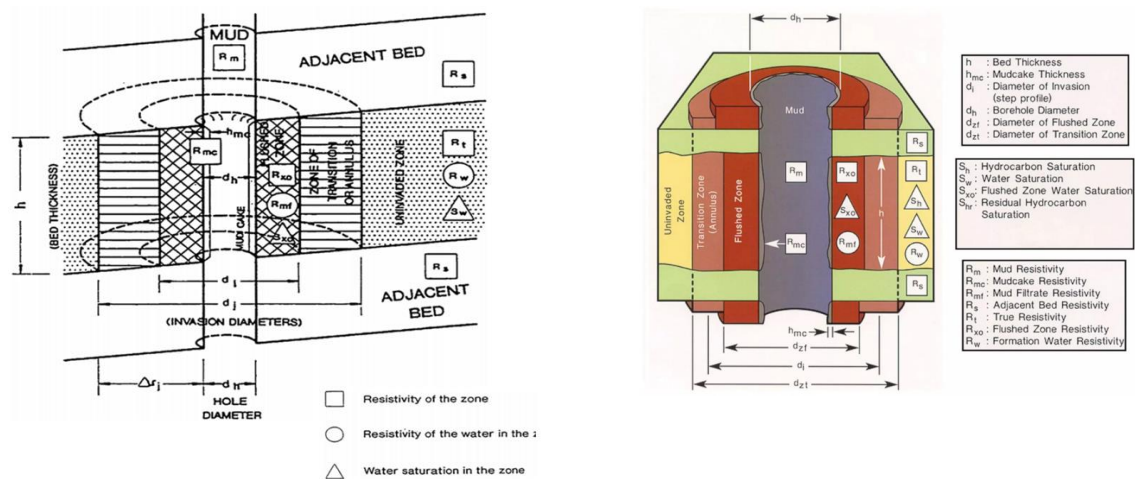 MUD
Rm
ADJACENT BED
Rs
hmc
Rmc
FLUSHED ZONE
ZONE OF TRANSITION OR ANNULUS
UNINVADED ZONE
Rt
Rw
Sw
dh
Rxo
Rmf
Sxo
MUD CAKE
h
(BED THICKNESS)
di
dj
(INVASION DIAMETERS)
Rs
ADJACENT BED
Δrj
dh
HOLE DIAMETER
Resistivity of the zone
Resistivity of the water in the
Water saturation in the zone
dh
Mud
Rs
Uninvaded Zone
Transition Zone (Annulus)
Flushed Zone
Rm
Rxo
Rt
Sxo
h
Sh
Sw
Rmc
Rmf
Rw
Rs
hmc
dzf
di
dzt
h : Bed Thickness
hmc : Mudcake Thickness
di : Diameter of Invasion
(step profile)
dh : Borehole Diameter
dzf : Diameter of Flushed Zone
dzt : Diameter of Transition Zone
Sh : Hydrocarbon Saturation
Sw : Water Saturation
Sxo: Flushed Zone Water Saturation
Shr : Residual Hydrocarbon
Saturation
Rm : Mud Resistivity
Rmc : Mudcake Resistivity
Rmf : Mud Filtrate Resistivity
Rs : Adjacent Bed Resistivity
Rt : True Resistivity
Rxo : Flushed Zone Resistivity
Rw : Formation Water Resistivity